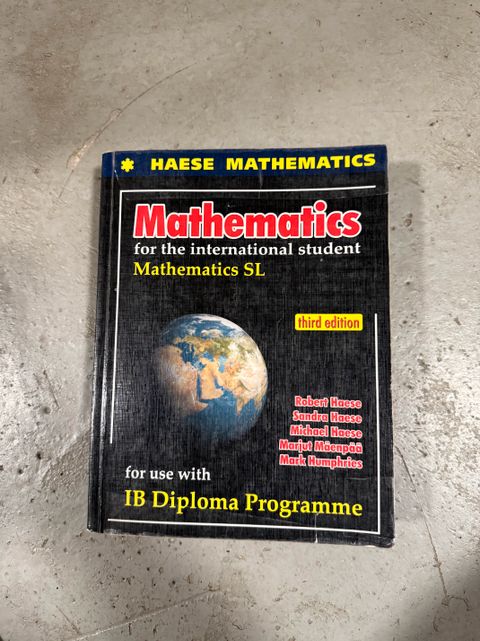 * HAESE MATHEMATICS
Mathematics
for the international student
Mathematics SL
third edition
Robert Haese
Sandra Haese
Michael Haese
Marjut Mäenpää
Mark Humphries
for use with
IB Diploma Programme